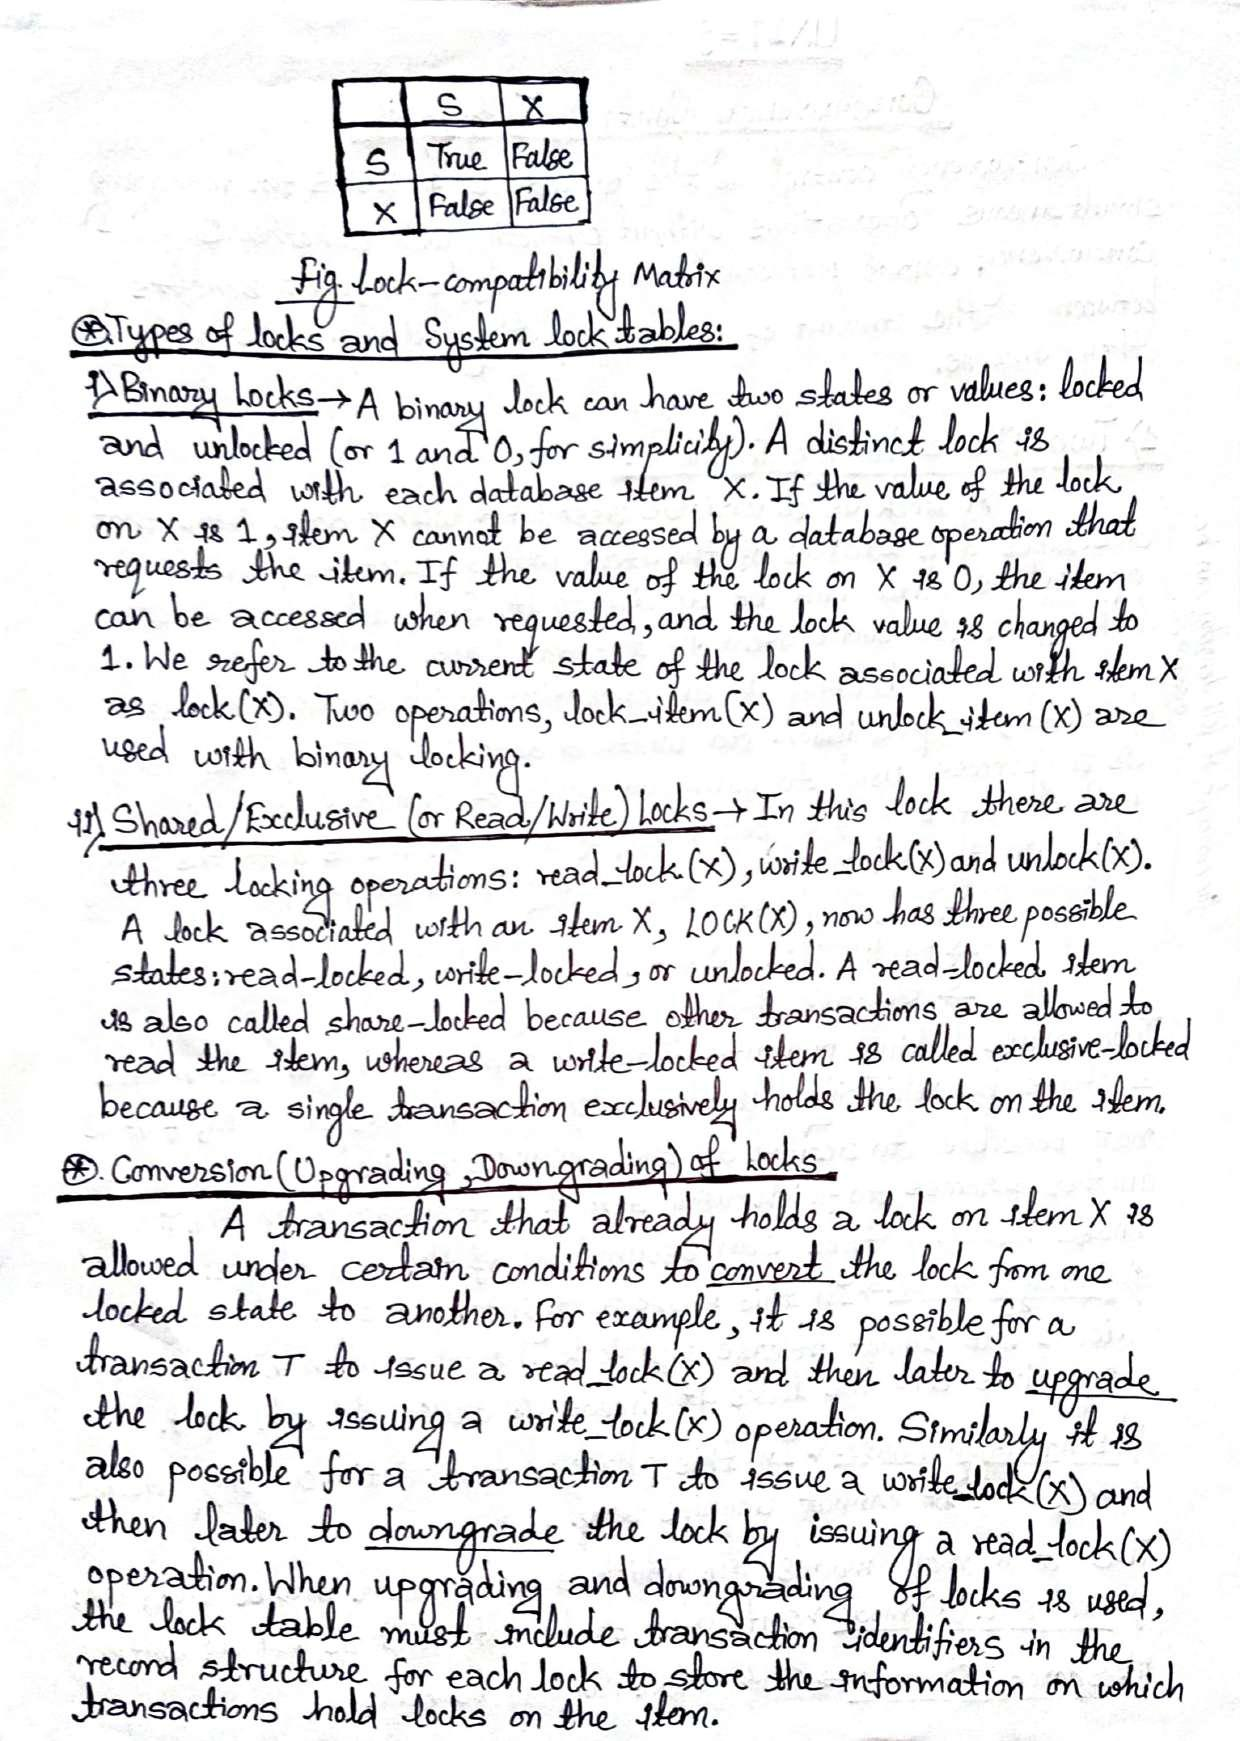 S X
S True False
X False False
Fig. Lock-compatibility Matrix
⊛. Types of locks and System lock tables:
i) Binary Locks → A binary lock can have two states or values: locked
and unlocked (or 1 and 0, for simplicity). A distinct lock is
associated with each database item X. If the value of the lock
on X is 1, item X cannot be accessed by a database operation that
requests the item. If the value of the lock on X is 0, the item
can be accessed when requested, and the lock value is changed to
1. We refer to the current state of the lock associated with item X
as lock(X). Two operations, lock_item(X) and unlock_item(X) are
used with binary locking.
ii) Shared/Exclusive (or Read/Write) Locks → In this lock there are
three locking operations: read_lock(X), write_lock(X) and unlock(X).
A lock associated with an item X, LOCK(X), now has three possible
states: read-locked, write-locked, or unlocked. A read-locked item
is also called share-locked because other transactions are allowed to
read the item, whereas a write-locked item is called exclusive-locked
because a single transaction exclusively holds the lock on the item.
⊛. Conversion (Upgrading, Downgrading) of Locks
A transaction that already holds a lock on item X is
allowed under certain conditions to convert the lock from one
locked state to another. For example, it is possible for a
transaction T to issue a read_lock(X) and then later to upgrade
the lock by issuing a write_lock(X) operation. Similarly it is
also possible for a transaction T to issue a write_lock(X) and
then later to downgrade the lock by issuing a read_lock(X)
operation. When upgrading and downgrading of locks is used,
the lock table must include transaction identifiers in the
record structure for each lock to store the information on which
transactions hold locks on the item.